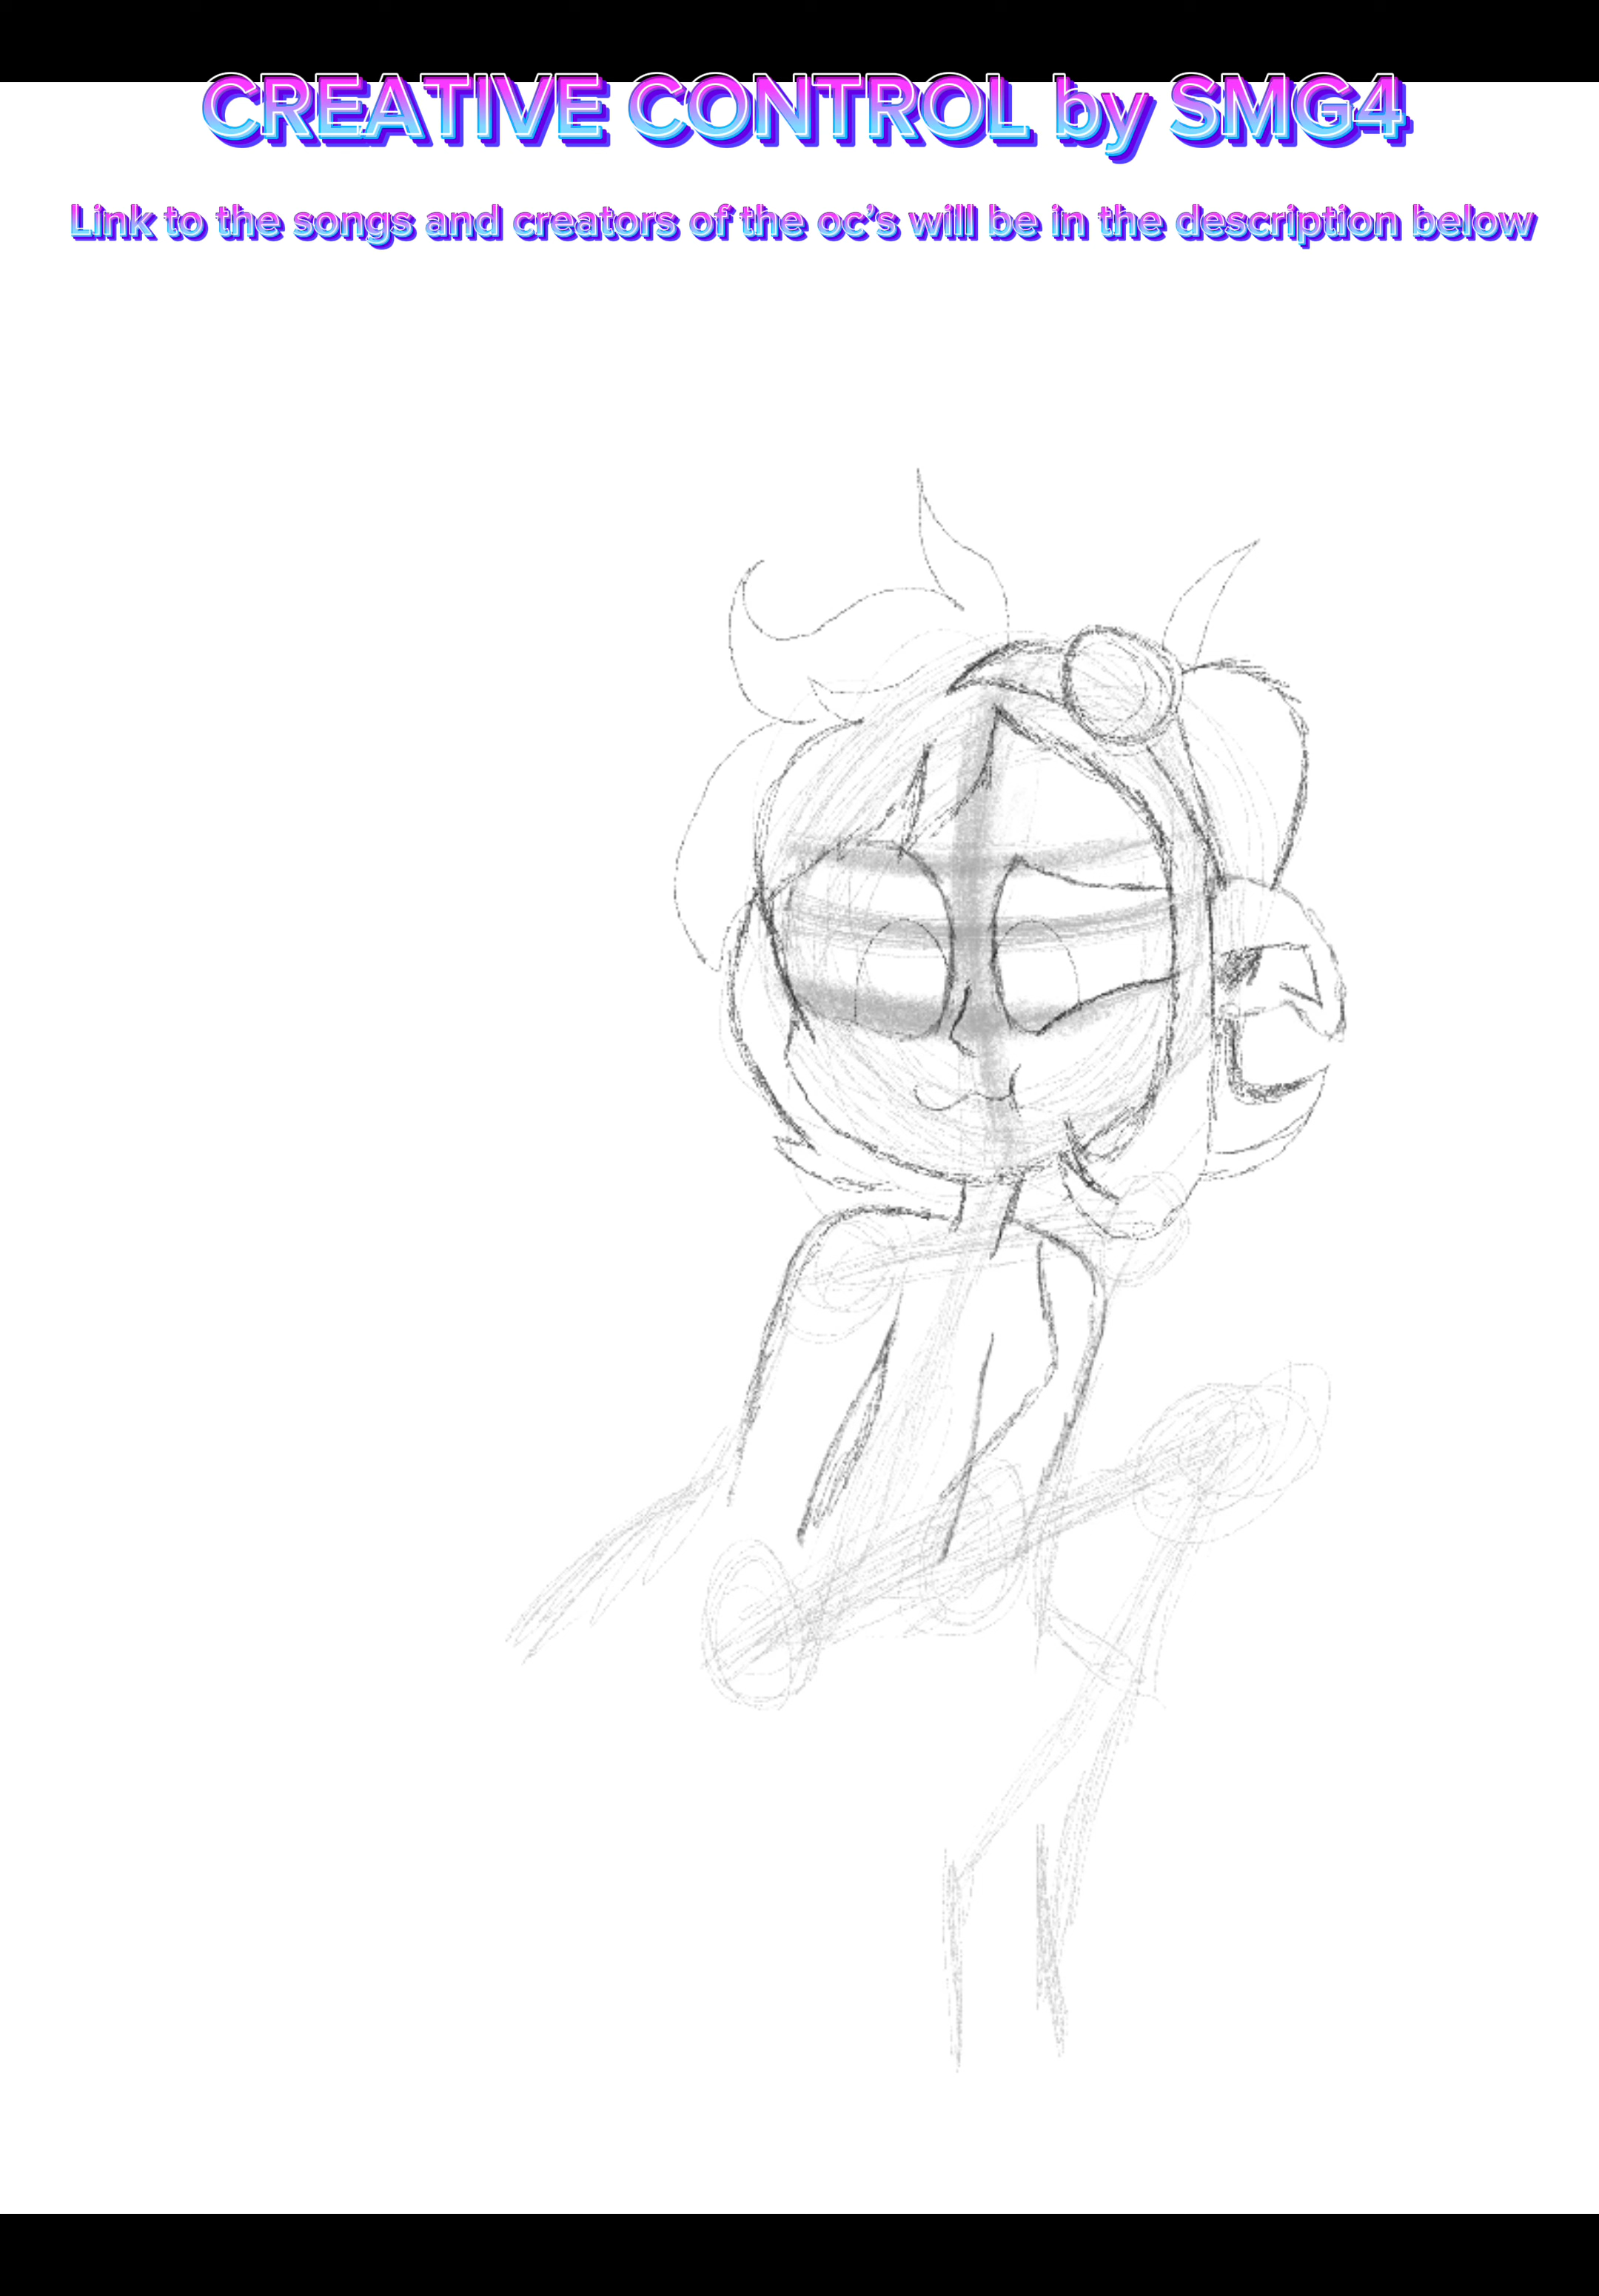 CREATIVE CONTROL by SMG4
Link to the songs and creators of the oc's will be in the description below